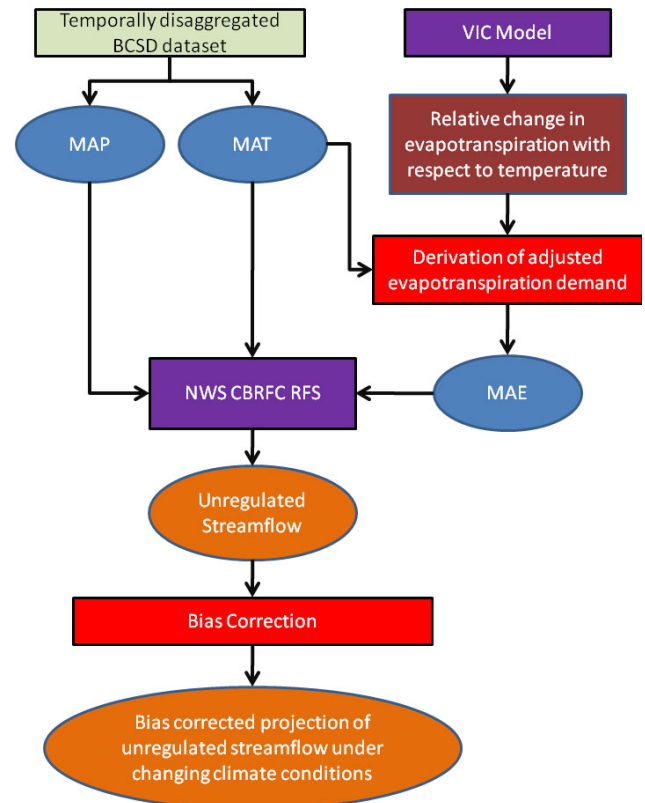 Temporally disaggregated
BCSD dataset
VIC Model
MAP
MAT
Relative change in
evapotranspiration with
respect to temperature
Derivation of adjusted
evapotranspiration demand
NWS CBRFC RFS
MAE
Unregulated
Streamflow
Bias Correction
Bias corrected projection of
unregulated streamflow under
changing climate conditions